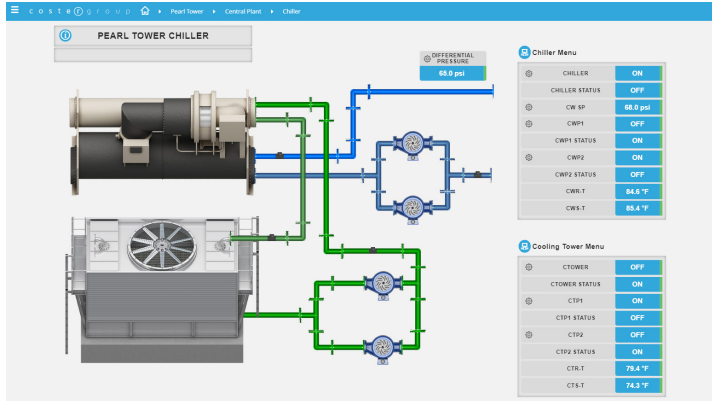 costergroup Pearl Tower Central Plant Chiller
PEARL TOWER CHILLER
DIFFERENTIAL
PRESSURE
65.0 psi
Chiller Menu
CHILLER ON
CHILLER STATUS OFF
CW SP 68.0 psi
CWP1 OFF
CWP1 STATUS ON
CWP2 ON
CWP2 STATUS OFF
CWR-T 84.6 °F
CWS-T 85.4 °F
Cooling Tower Menu
CTOWER OFF
CTOWER STATUS ON
CTP1 ON
CTP1 STATUS OFF
CTP2 OFF
CTP2 STATUS ON
CTR-T 79.4 °F
CTS-T 74.3 °F